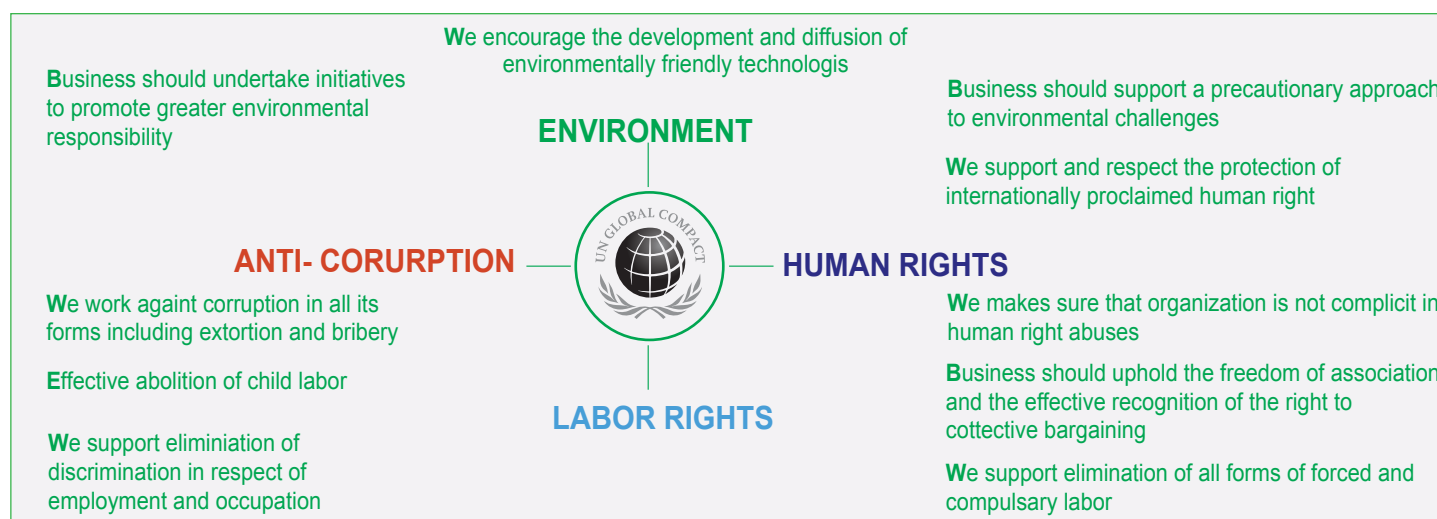 We encourage the development and diffusion of
environmentally friendly technologis
Business should undertake initiatives
to promote greater environmental
responsibility
Business should support a precautionary approach
to environmental challenges
ENVIRONMENT
We support and respect the protection of
internationally proclaimed human right
UN GLOBAL COMPACT
ANTI- CORURPTION
HUMAN RIGHTS
We work againt corruption in all its
forms including extortion and bribery
We makes sure that organization is not complicit in
human right abuses
Effective abolition of child labor
Business should uphold the freedom of association
and the effective recognition of the right to
cottective bargaining
LABOR RIGHTS
We support eliminiation of
discrimination in respect of
employment and occupation
We support elimination of all forms of forced and
compulsary labor